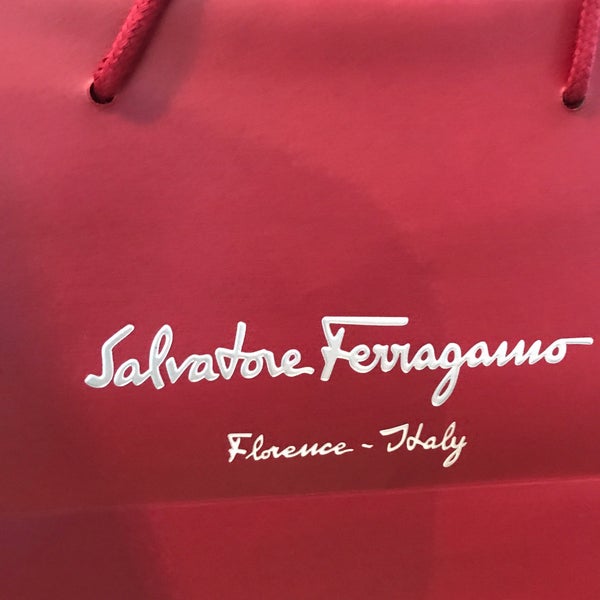 Salvatore Ferragamo
Florence - Italy